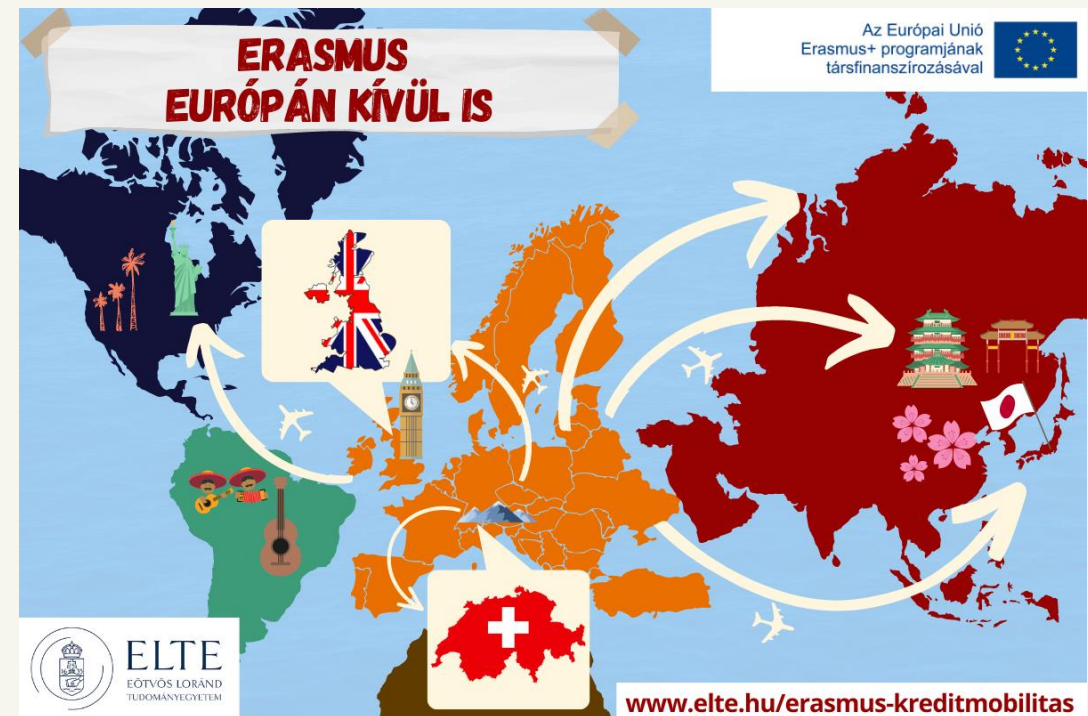 ERASMUS
EURÓPÁN KÍVÜL IS
Az Európai Unió
Erasmus+ programjának
társfinanszírozásával
ELTE
EÖTVÖS LORÁND
TUDOMÁNYEGYETEM
www.elte.hu/erasmus-kreditmobilitas